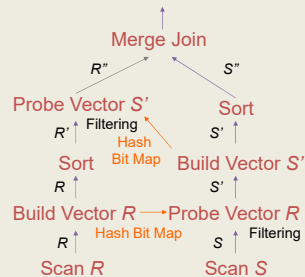 Merge Join
R"
S"
Probe Vector S'
Sort
Filtering
R'
Hash
Bit Map
S'
Sort
Build Vector S'
R
S'
Build Vector R
Probe Vector R
Hash Bit Map
R
S
Filtering
Scan R
Scan S